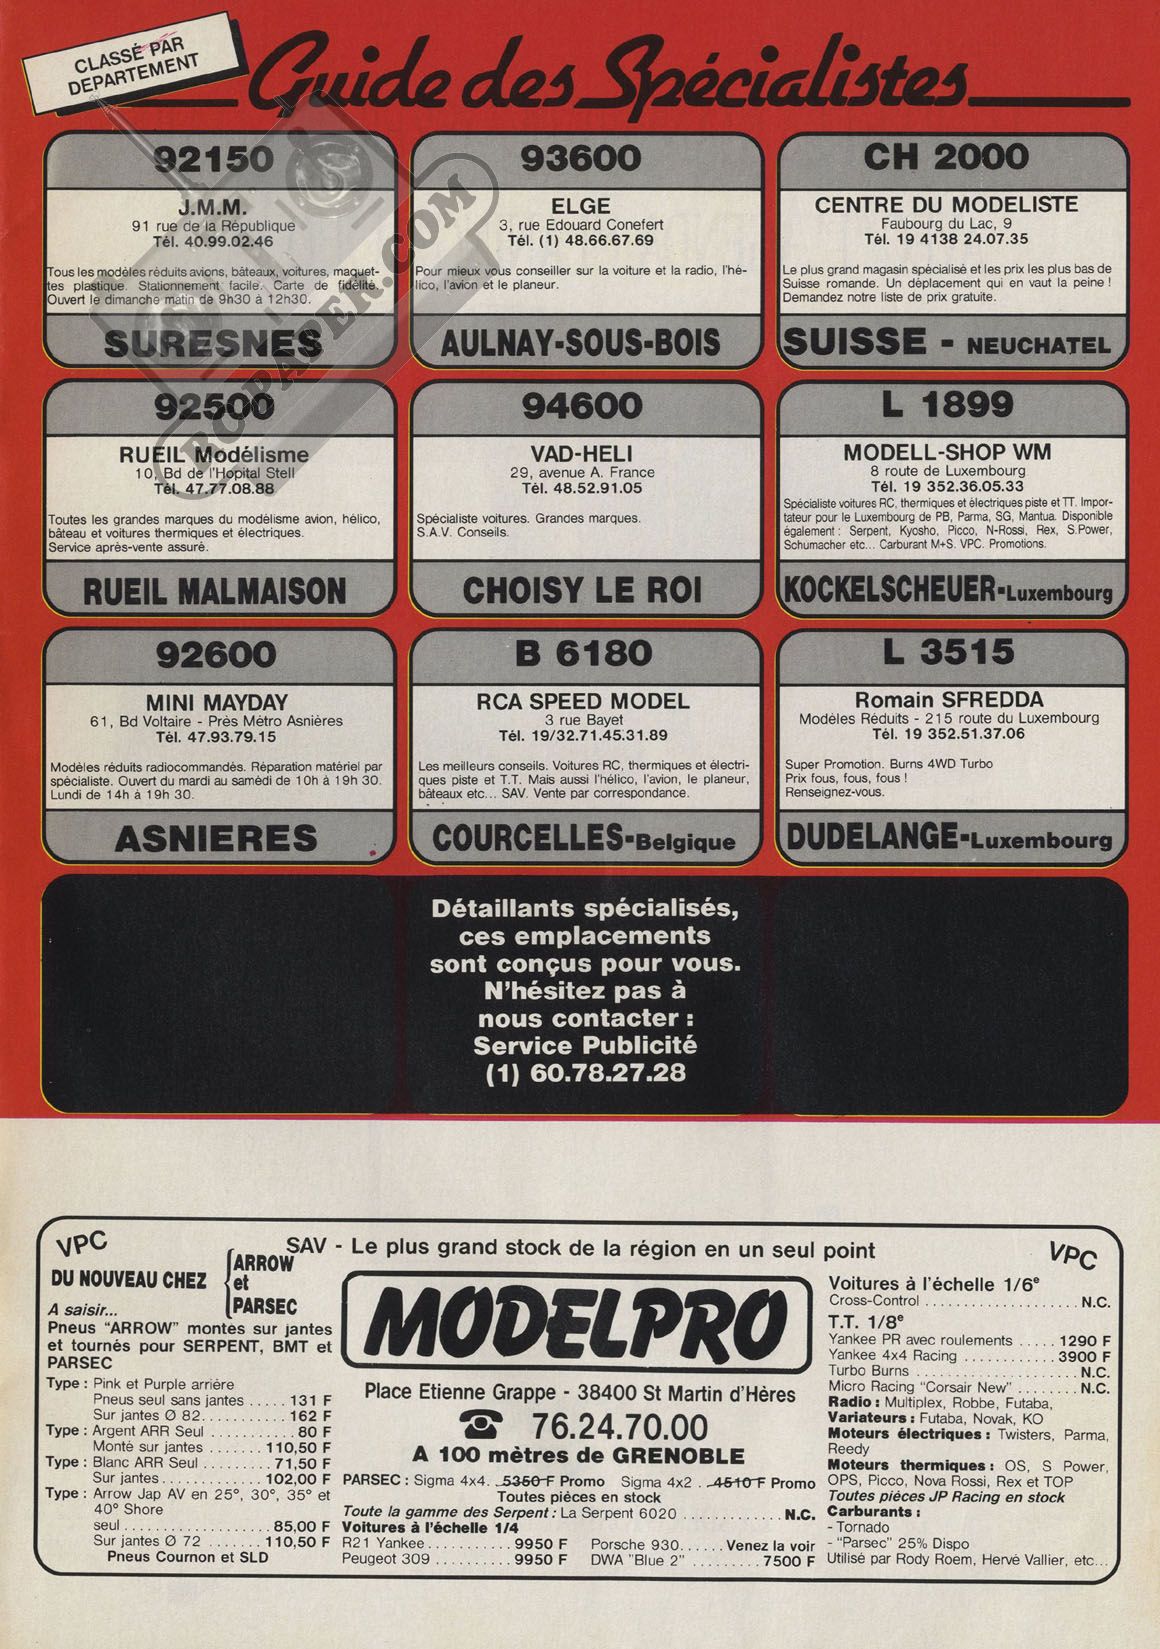 CLASSÉ PAR
DEPARTEMENT
Guide des Spécialistes
92150
J.M.M.
91 rue de la République
Tél. 40.99.02.46
Tous les modèles réduits avions, bâteaux, voitures, maquet-
tes plastique. Stationnement facile. Carte de fidélité.
Ouvert le dimanche matin de 9h30 à 12h30.
SURESNES
93600
ELGE
3, rue Edouard Conefert
Tél. (1) 48.66.67.69
Pour mieux vous conseiller sur la voiture et la radio, l'hé-
lico, l'avion et le planeur.
AULNAY-SOUS-BOIS
CH 2000
CENTRE DU MODELISTE
Faubourg du Lac, 9
Tél. 19 4138 24.07.35
Le plus grand magasin spécialisé et les prix les plus bas de
Suisse romande. Un déplacement qui en vaut la peine !
Demandez notre liste de prix gratuite.
SUISSE - NEUCHATEL
RCPAPER.COM
92500
RUEIL Modélisme
10, Bd de l'Hopital Stell
Tél. 47.77.08.88
Toutes les grandes marques du modélisme avion, hélico,
bâteau et voitures thermiques et électriques.
Service après-vente assuré.
RUEIL MALMAISON
94600
VAD-HELI
29, avenue A. France
Tél. 48.52.91.05
Spécialiste voitures. Grandes marques.
S.A.V. Conseils.
CHOISY LE ROI
L 1899
MODELL-SHOP WM
8 route de Luxembourg
Tél. 19 352.36.05.33
Spécialiste voitures RC, thermiques et électriques piste et TT. Impor-
tateur pour le Luxembourg de PB, Parma, SG, Mantua. Disponible
également : Serpent, Kyosho, Picco, N-Rossi, Rex, S.Power,
Schumacher etc... Carburant M+S. VPC. Promotions.
KOCKELSCHEUER-Luxembourg
92600
MINI MAYDAY
61, Bd Voltaire - Près Métro Asnières
Tél. 47.93.79.15
Modèles réduits radiocommandés. Réparation matériel par
spécialiste. Ouvert du mardi au samedi de 10h à 19h 30.
Lundi de 14h à 19h 30.
ASNIERES
B 6180
RCA SPEED MODEL
3 rue Bayet
Tél. 19/32.71.45.31.89
Les meilleurs conseils. Voitures RC, thermiques et électri-
ques piste et T.T. Mais aussi l'hélico, l'avion, le planeur,
bâteaux etc... SAV. Vente par correspondance.
COURCELLES-Belgique
L 3515
Romain SFREDDA
Modèles Réduits - 215 route du Luxembourg
Tél. 19 352.51.37.06
Super Promotion. Burns 4WD Turbo
Prix fous, fous, fous !
Renseignez-vous.
DUDELANGE-Luxembourg
Détaillants spécialisés,
ces emplacements
sont conçus pour vous.
N'hésitez pas à
nous contacter :
Service Publicité
(1) 60.78.27.28
VPC
SAV - Le plus grand stock de la région en un seul point
VPC
DU NOUVEAU CHEZ
ARROW
et
PARSEC
A saisir...
Pneus "ARROW" montés sur jantes
et tournés pour SERPENT, BMT et
PARSEC
Type : Pink et Purple arrière
Pneus seul sans jantes ..... 131 F
Sur jantes Ø 82............ 162 F
Type : Argent ARR Seul ........... 80 F
Monté sur jantes ....... 110,50 F
Type : Blanc ARR Seul ......... 71,50 F
Sur jantes ............. 102,00 F
Type : Arrow Jap AV en 25°, 30°, 35° et
40° Shore
seul .................... 85,00 F
Sur jantes Ø 72 ....... 110,50 F
Pneus Cournon et SLD
MODELPRO
Place Etienne Grappe - 38400 St Martin d'Hères
76.24.70.00
A 100 mètres de GRENOBLE
PARSEC : Sigma 4x4. 5350 F Promo Sigma 4x2 . 4510 F Promo
Toutes pièces en stock
Toute la gamme des Serpent : La Serpent 6020 ........... N.C.
Voitures à l'échelle 1/4
R21 Yankee ........... 9950 F Porsche 930...... Venez la voir
Peugeot 309 .......... 9950 F DWA "Blue 2" ......... 7500 F
Voitures à l'échelle 1/6e
Cross-Control .................... N.C.
T.T. 1/8e
Yankee PR avec roulements ..... 1290 F
Yankee 4x4 Racing ............. 3900 F
Turbo Burns ...................... N.C.
Micro Racing "Corsair New" ........ N.C.
Radio : Multiplex, Robbe, Futaba,
Variateurs : Futaba, Novak, KO
Moteurs électriques : Twisters, Parma,
Reedy
Moteurs thermiques : OS, S Power,
OPS, Picco, Nova Rossi, Rex et TOP
Toutes pièces JP Racing en stock
Carburants :
- Tornado
- "Parsec" 25% Dispo
Utilisé par Rody Roem, Hervé Vallier, etc...